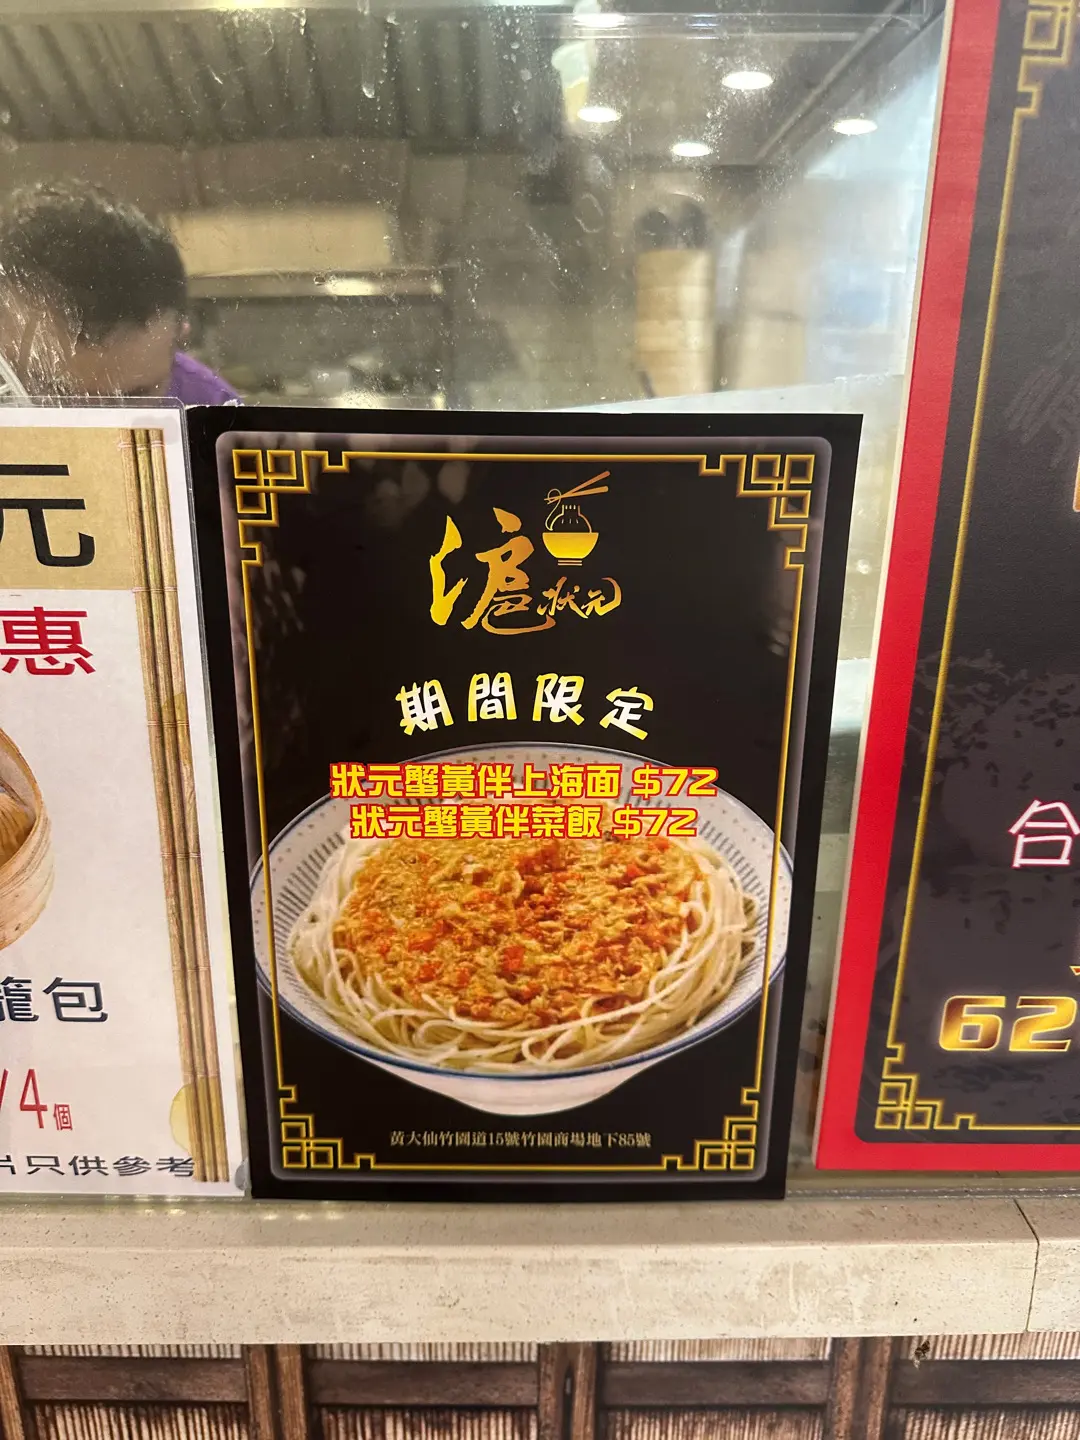 元
惠
籠包
/4個
片只供參考
滬狀元
期間限定
狀元蟹黃伴上海面 $72
狀元蟹黃伴菜飯 $72
黃大仙竹園道15號竹園商場地下85號
合
62